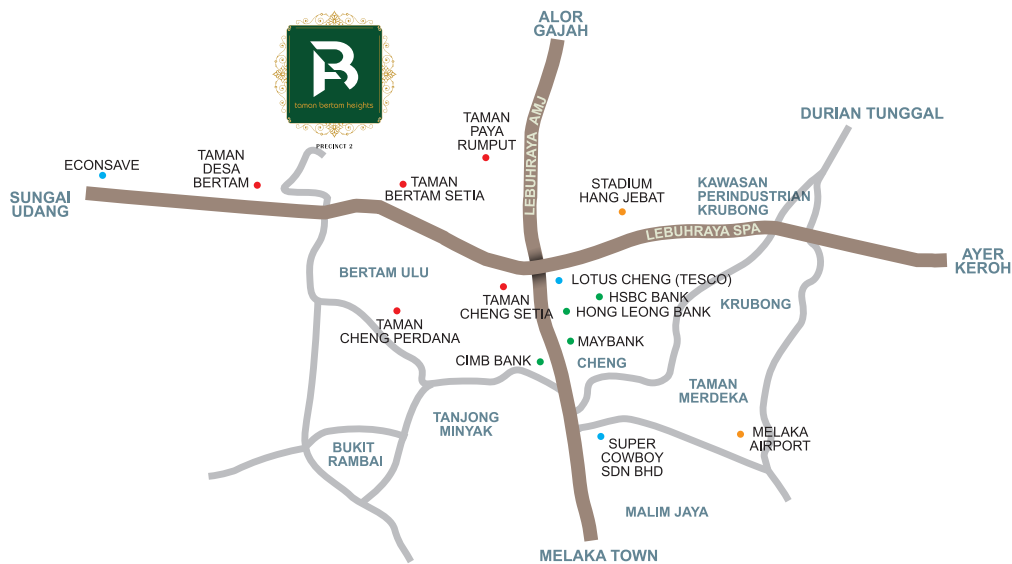 ALOR
GAJAH
taman bertam heights
PRECINCT 2
DURIAN TUNGGAL
TAMAN
PAYA
RUMPUT
LEBUHRAYA AMJ
ECONSAVE
TAMAN
DESA
BERTAM
TAMAN
BERTAM SETIA
STADIUM
HANG JEBAT
KAWASAN
PERINDUSTRIAN
KRUBONG
SUNGAI
UDANG
LEBUHRAYA SPA
AYER
KEROH
BERTAM ULU
LOTUS CHENG (TESCO)
TAMAN
CHENG SETIA
HSBC BANK
HONG LEONG BANK
KRUBONG
TAMAN
CHENG PERDANA
MAYBANK
CIMB BANK
CHENG
TAMAN
MERDEKA
TANJONG
MINYAK
BUKIT
RAMBAI
SUPER
COWBOY
SDN BHD
MELAKA
AIRPORT
MALIM JAYA
MELAKA TOWN